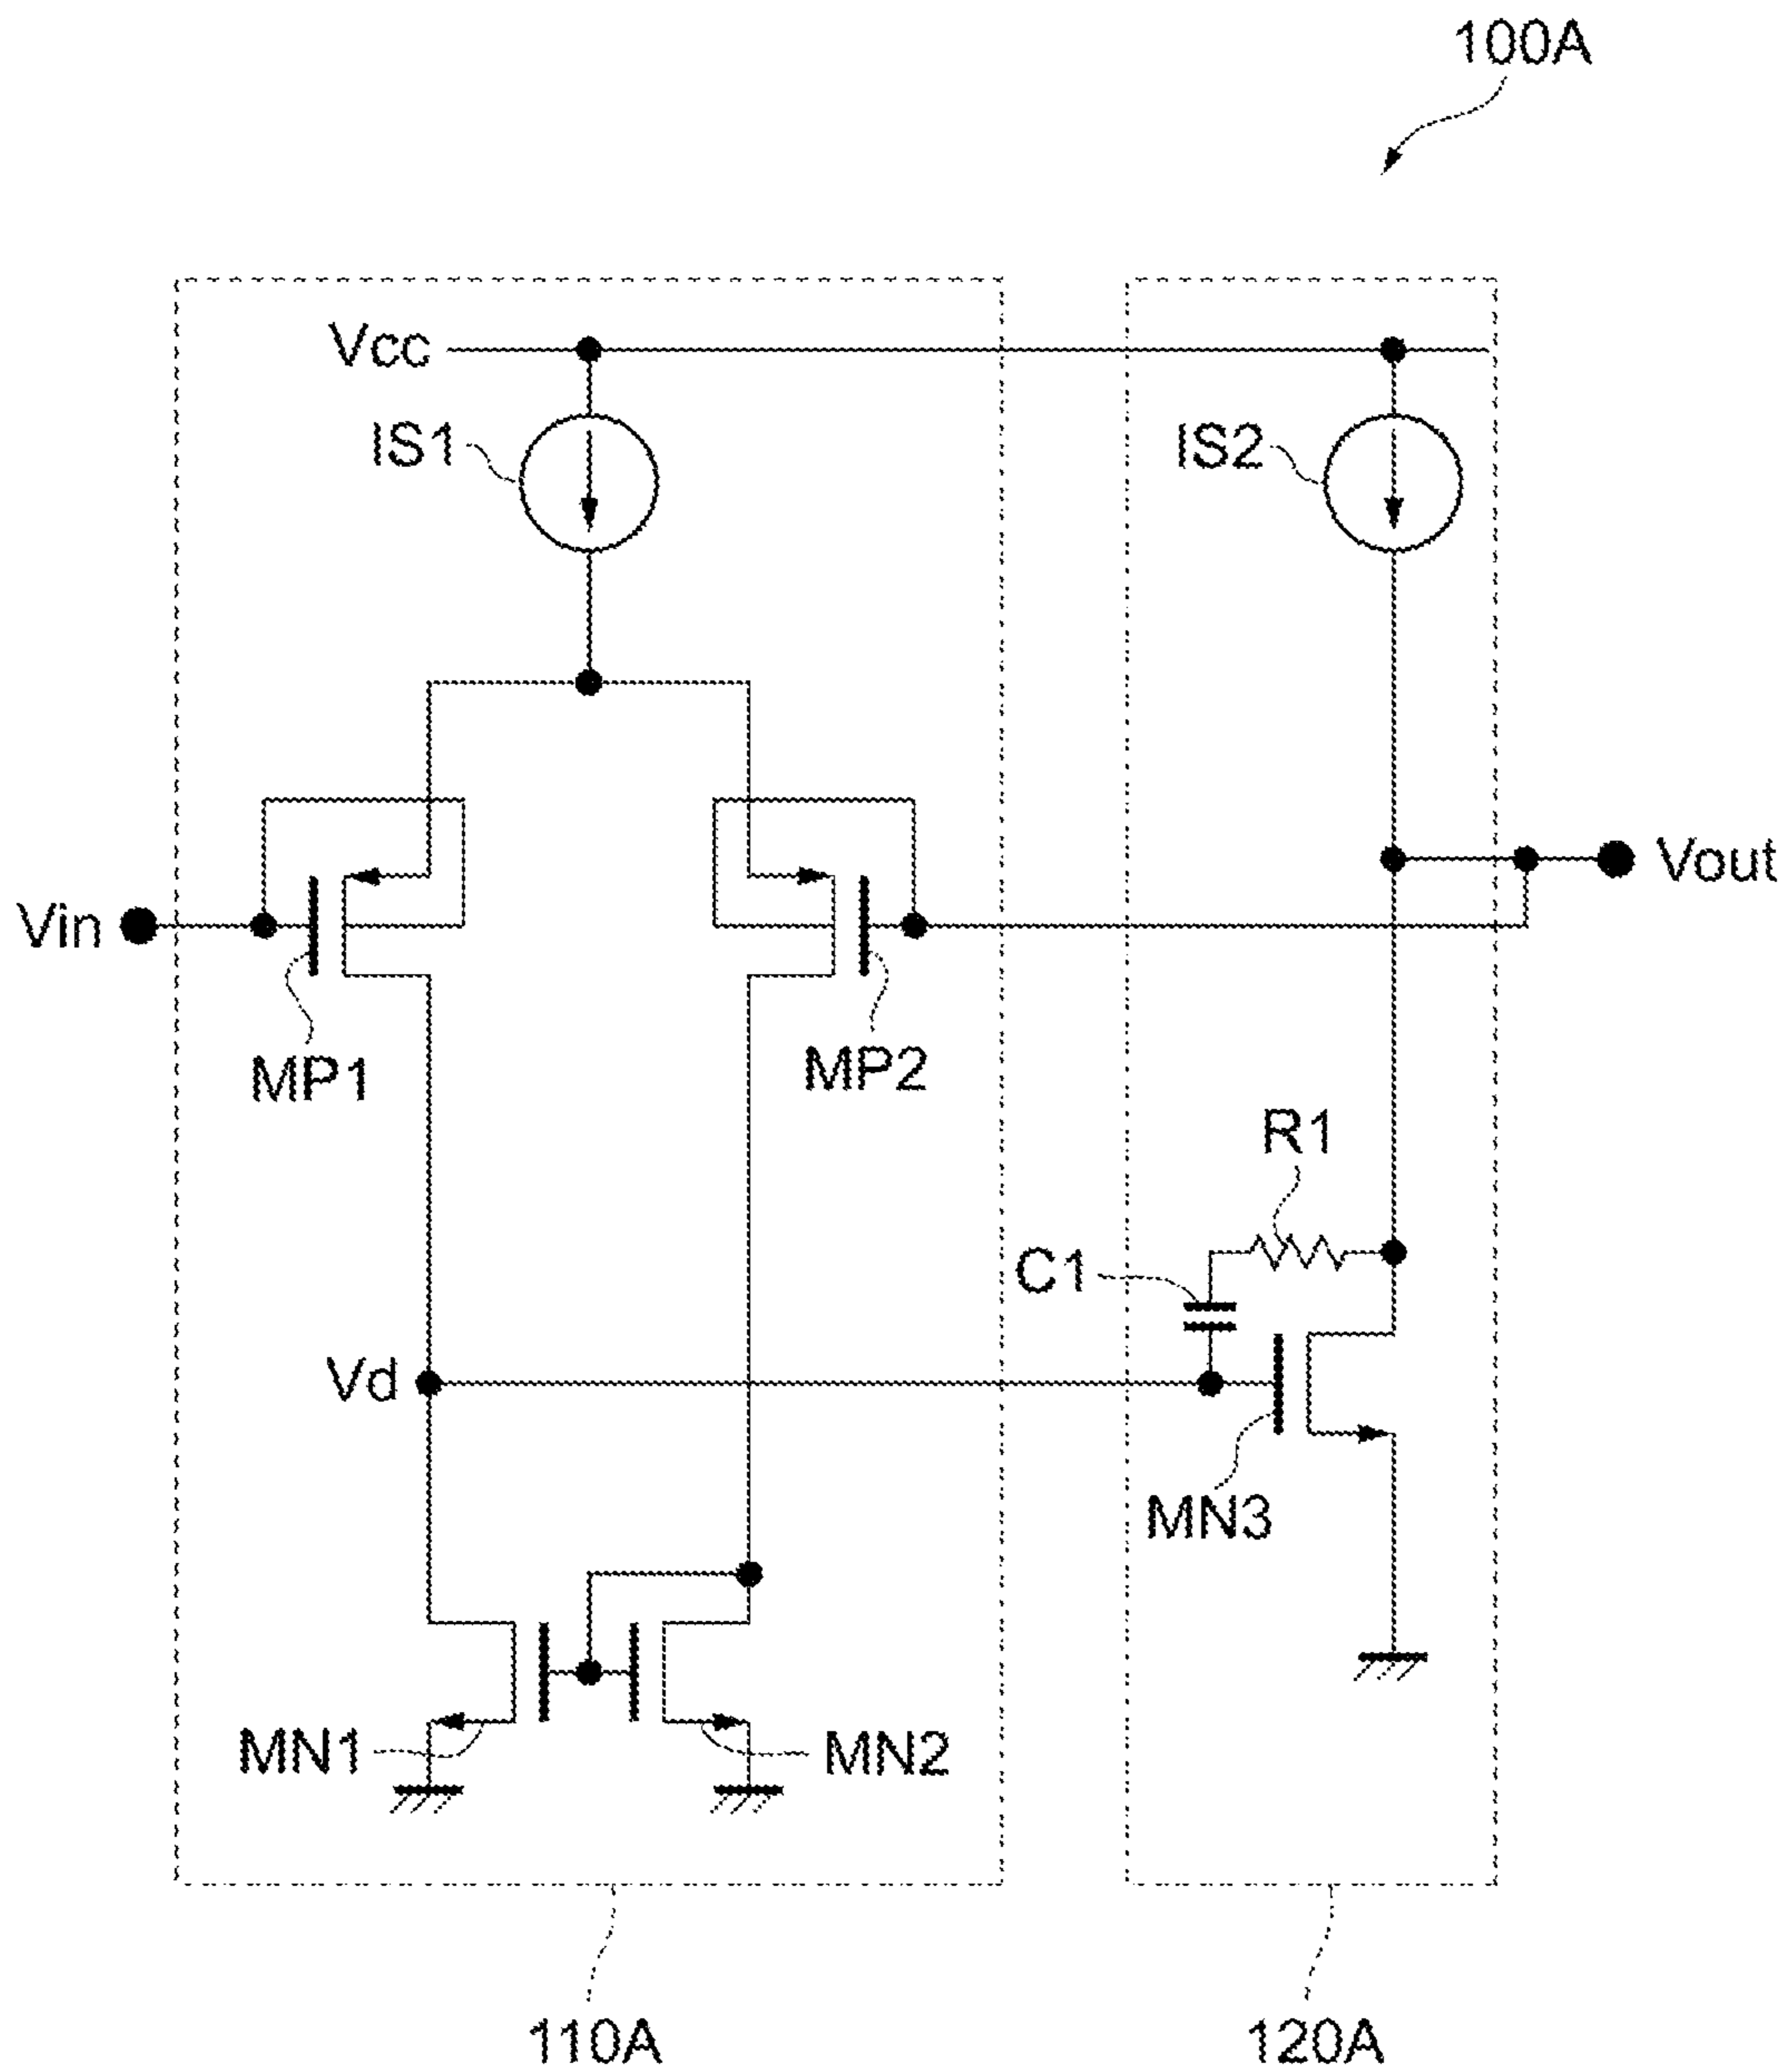 100A
Vcc
IS1
IS2
Vin
Vout
MP1
MP2
R1
C1
Vd
MN3
MN1
MN2
110A
120A